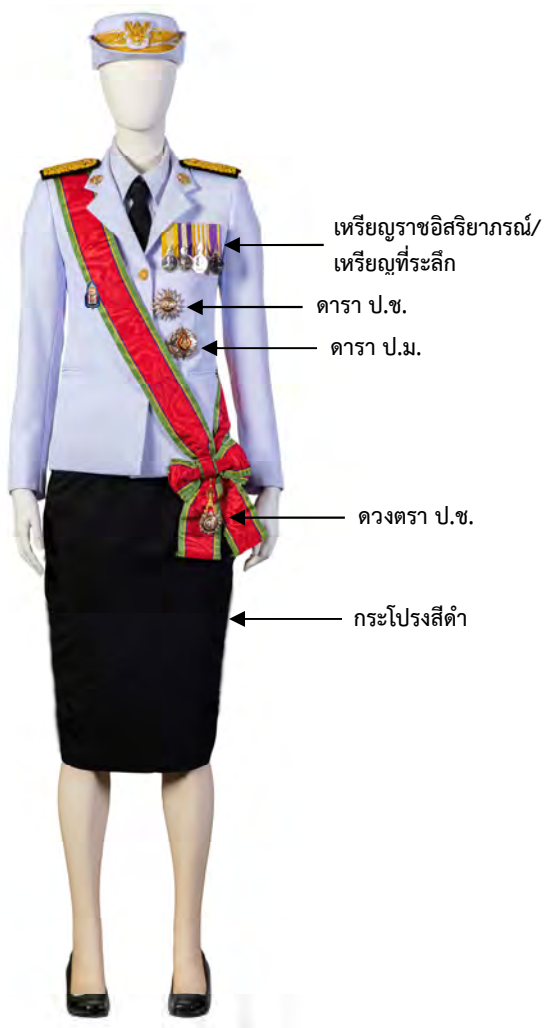 เหรียญราชอิสริยาภรณ์/
เหรียญที่ระลึก
ดารา ป.ช.
ดารา ป.ม.
ดวงตรา ป.ช.
กระโปรงสีดำ